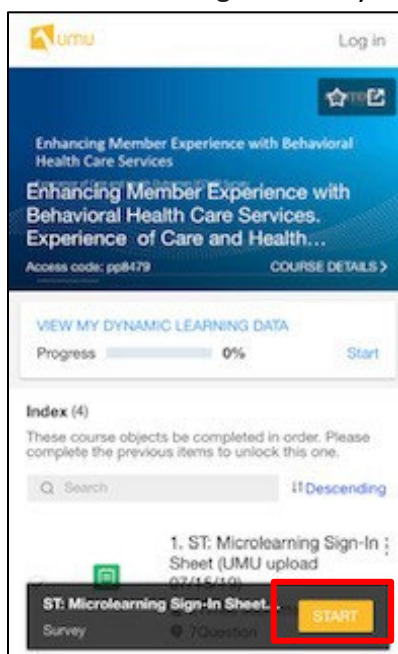 umu
Log in
Enhancing Member Experience with Behavioral
Health Care Services
Enhancing Member Experience with
Behavioral Health Care Services.
Experience of Care and Health...
Access code: pp8479
COURSE DETAILS >
VIEW MY DYNAMIC LEARNING DATA
Progress 0% Start
Index (4)
These course objects be completed in order. Please
complete the previous items to unlock this one.
Search
Descending
1. ST: Microlearning Sign-In
Sheet (UMU upload
07/15/19)
ST: Microlearning Sign-In Sheet...
START
Survey
7Question